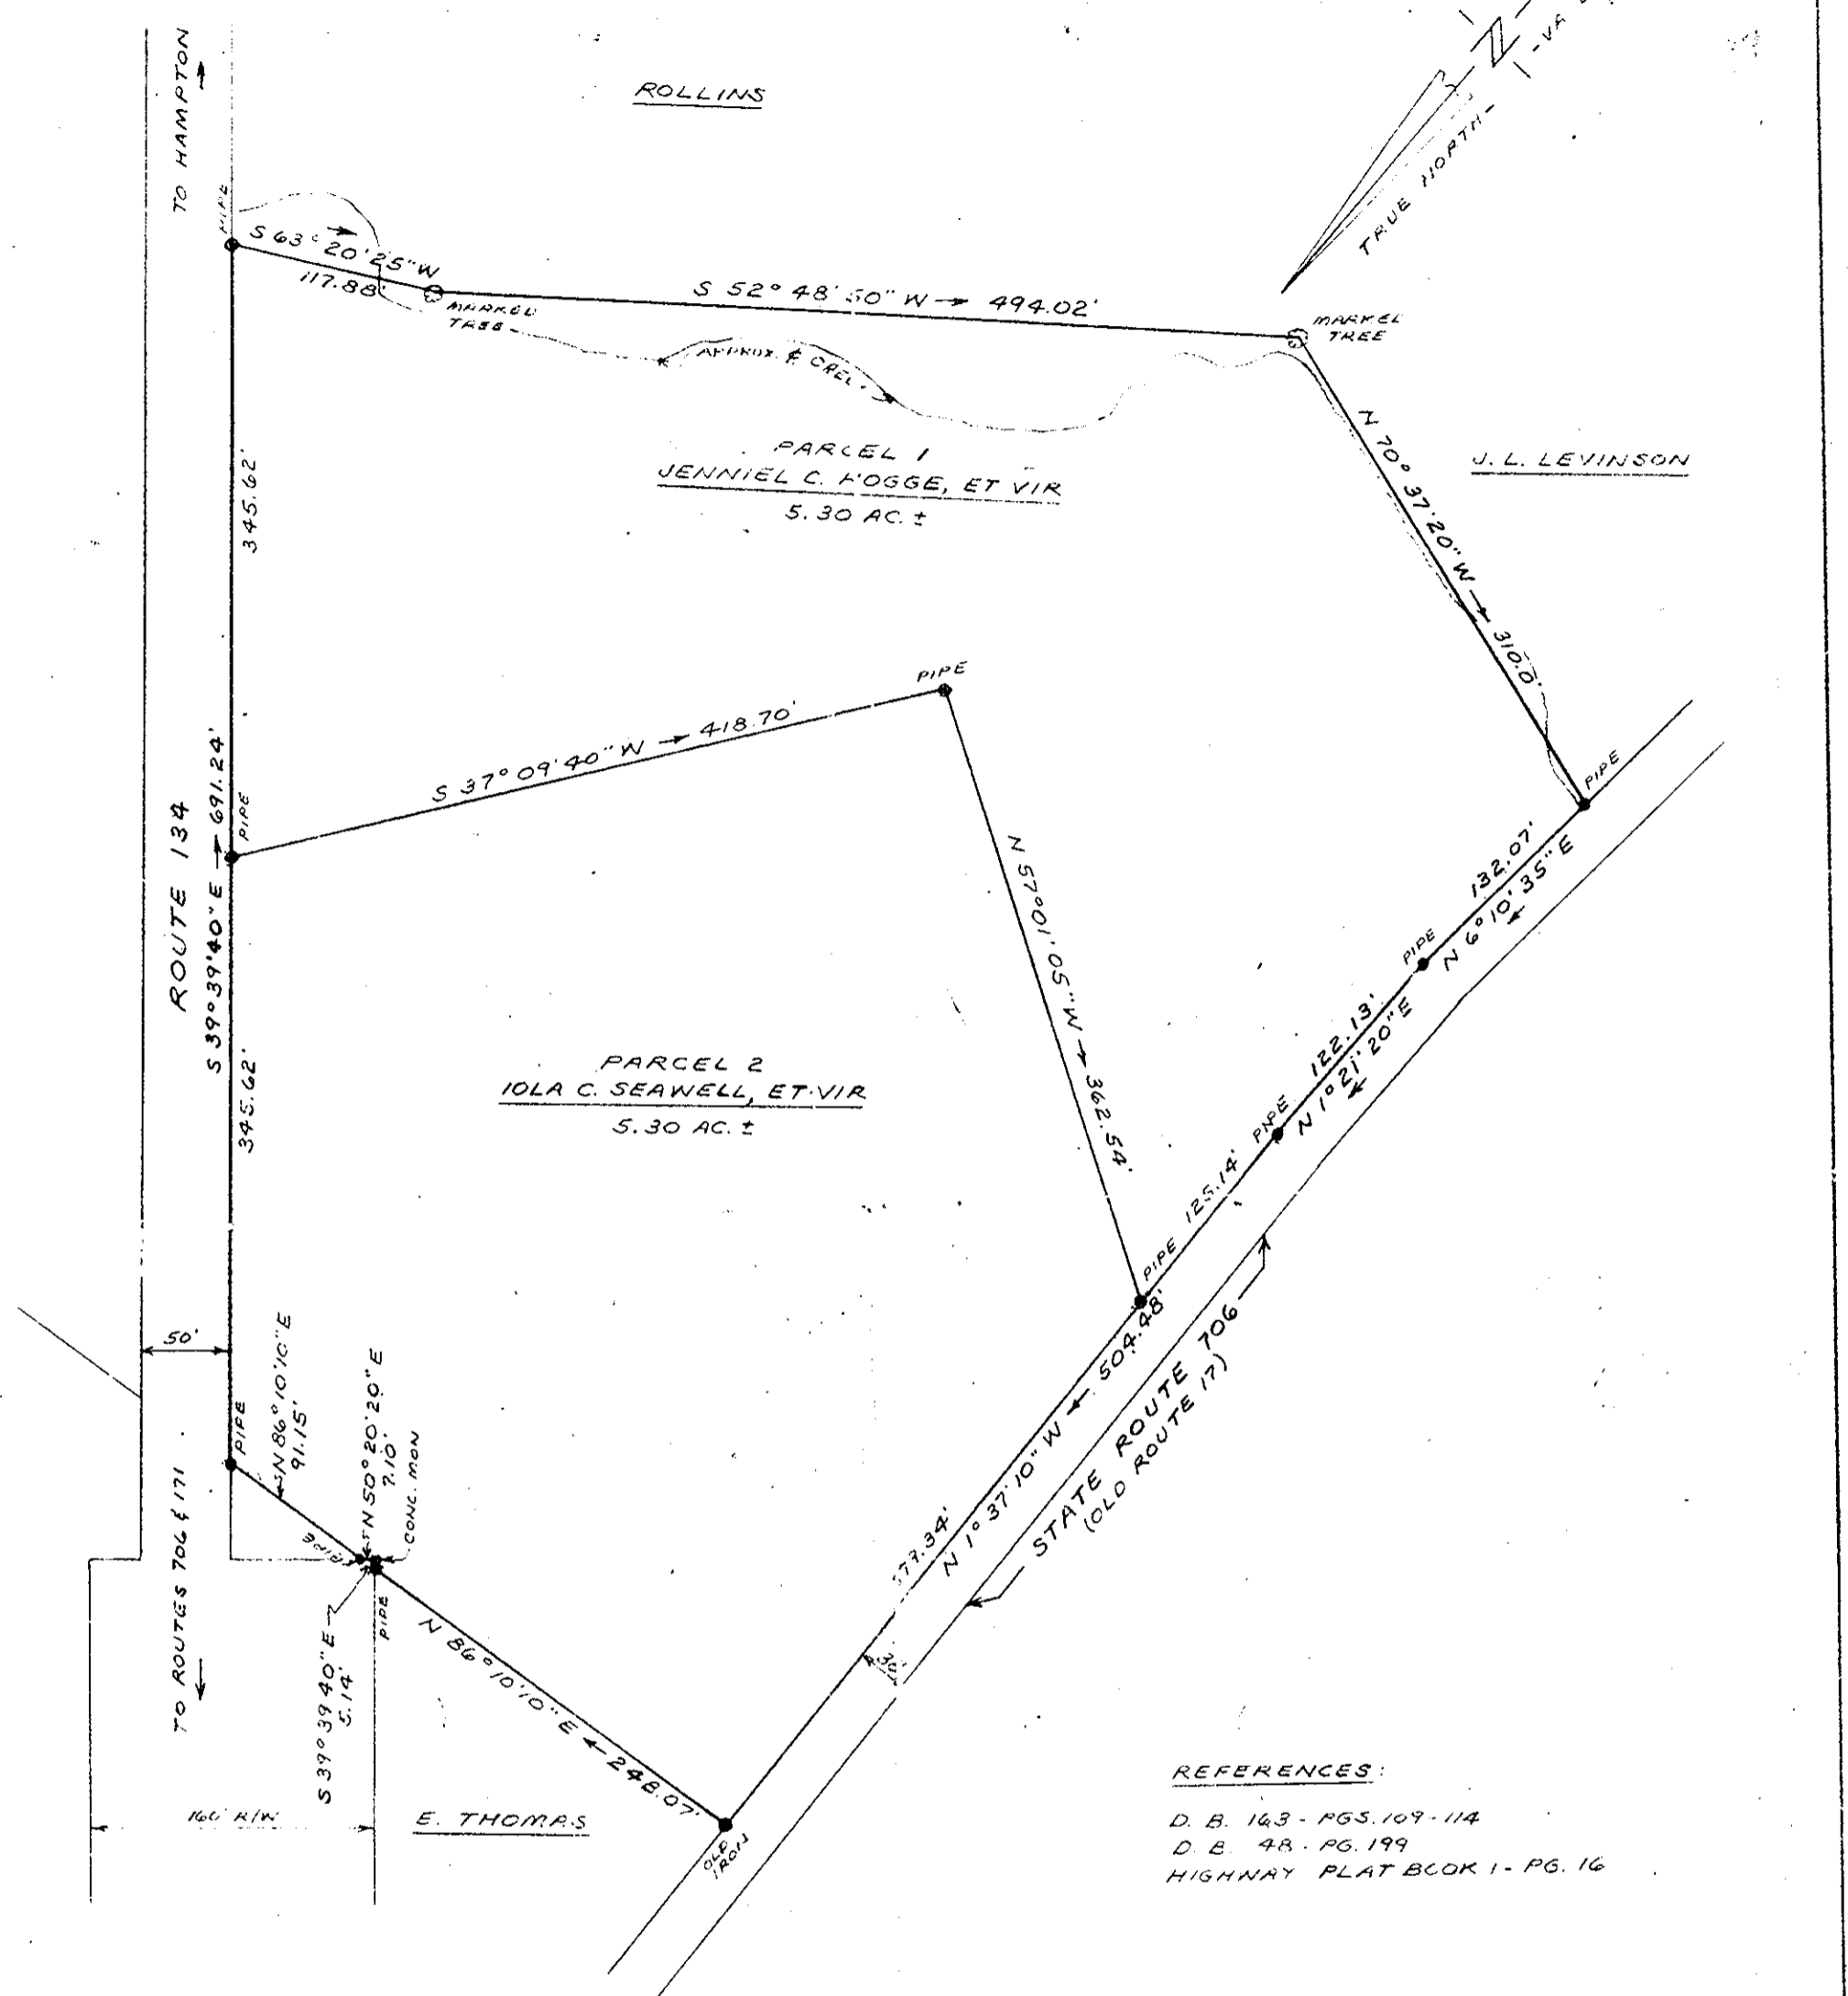 TO HAMPTON
ROLLINS
N
TRUE NORTH -
PIPE
S 63° 20' 25" W
117.88'
MARKED
TREE
S 52° 48' 50" W 494.02'
TREE
APPROX. ℄
PARCEL 1
JENNIEL C. HOGGE, ET VIR
5.30 AC. ±
J. L. LEVINSON
N 70° 37' 20" W 310.0'
345.62'
PIPE
S 37° 09' 40" W 418.70'
PIPE
PIPE
132.07'
N 6° 10' 35" E
ROUTE 134
S 39° 39' 40" E 691.24'
N 57° 01' 05" W 362.54'
PIPE
122.13'
N 1° 21' 20" E
PARCEL 2
IOLA C. SEAWELL, ET VIR
5.30 AC. ±
345.62'
PIPE
125.14'
PIPE
504.48'
N 1° 37' 10" W
STATE ROUTE 706
(OLD ROUTE 17)
50'
PIPE
N 86° 10' 10" E
91.15'
N 50° 20' 20" E
7.10'
CONC. MON
PIPE
PIPE
S 39° 39' 40" E
5.14'
TO ROUTES 706 & 171
N 86° 10' 10" E 248.07'
30'
160' R/W
E. THOMAS
OLD
IRON
REFERENCES:
D. B. 163 - PGS. 109 - 114
D. B. 48 - PG. 199
HIGHWAY PLAT BOOK 1 - PG. 16